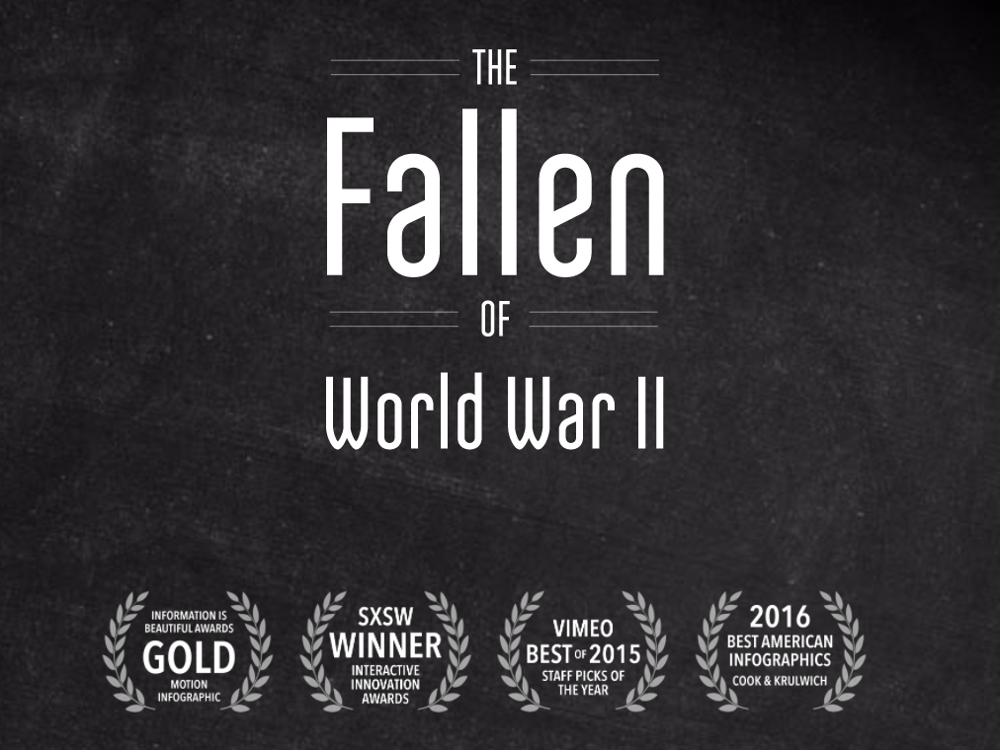 THE
Fallen
OF
World War II
INFORMATION IS
BEAUTIFUL AWARDS
GOLD
MOTION
INFOGRAPHIC
SXSW
WINNER
INTERACTIVE
INNOVATION
AWARDS
VIMEO
BEST OF 2015
STAFF PICKS OF
THE YEAR
2016
BEST AMERICAN
INFOGRAPHICS
COOK & KRULWICH